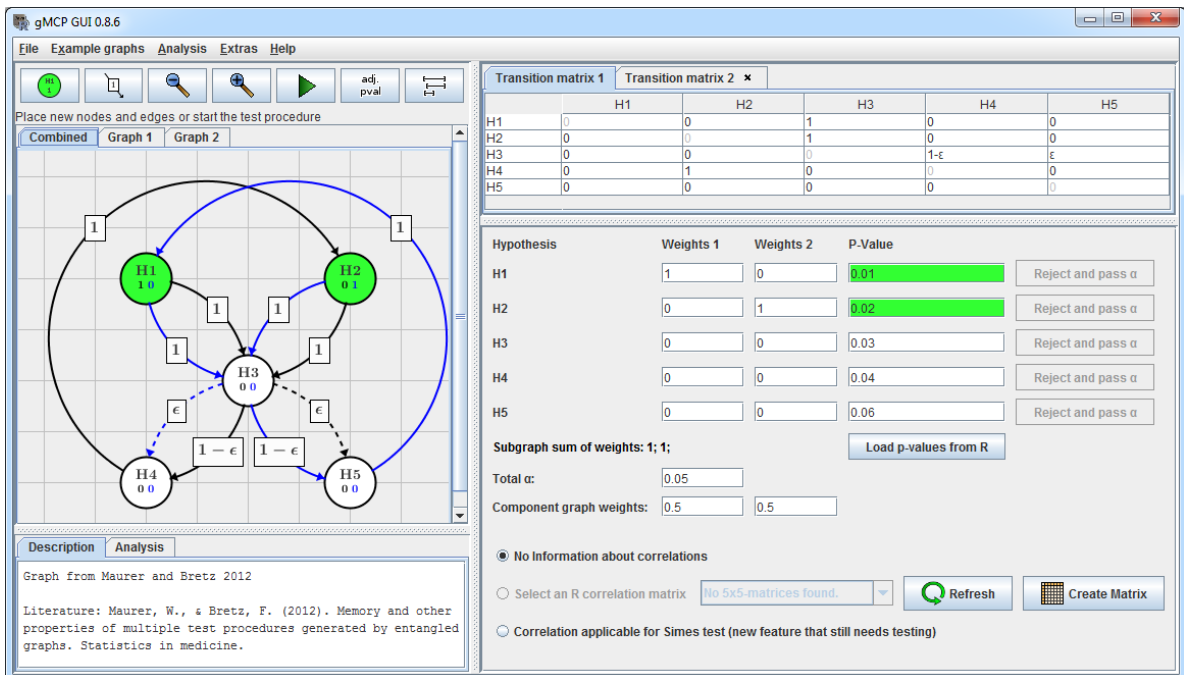 gMCP GUI 0.8.6
File Example graphs Analysis Extras Help
H1
1
1
adj.
pval
Place new nodes and edges or start the test procedure
Combined Graph 1 Graph 2
1 1
H1
1 0
H2
0 1
1 1
1 1
H3
0 0
ϵ ϵ
1 − ϵ 1 − ϵ
H4
0 0
H5
0 0
Description Analysis
Graph from Maurer and Bretz 2012
Literature: Maurer, W., & Bretz, F. (2012). Memory and other
properties of multiple test procedures generated by entangled
graphs. Statistics in medicine.
Transition matrix 1 Transition matrix 2 ×
H1 H2 H3 H4 H5
H1 0 0 1 0 0
H2 0 0 1 0 0
H3 0 0 0 1-ε ε
H4 0 1 0 0 0
H5 0 0 0 0 0
Hypothesis Weights 1 Weights 2 P-Value
H1 1 0 0.01 Reject and pass α
H2 0 1 0.02 Reject and pass α
H3 0 0 0.03 Reject and pass α
H4 0 0 0.04 Reject and pass α
H5 0 0 0.06 Reject and pass α
Subgraph sum of weights: 1; 1; Load p-values from R
Total α: 0.05
Component graph weights: 0.5 0.5
No Information about correlations
Select an R correlation matrix No 5x5-matrices found. Refresh Create Matrix
Correlation applicable for Simes test (new feature that still needs testing)